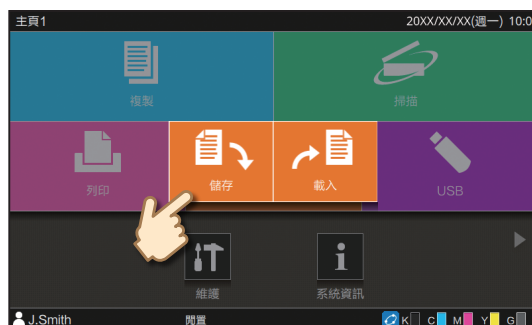 主頁1
20XX/XX/XX(週一) 10:0
複製
掃描
列印
儲存
載入
USB
維護
系統資訊
J.Smith
閒置
K C M Y G